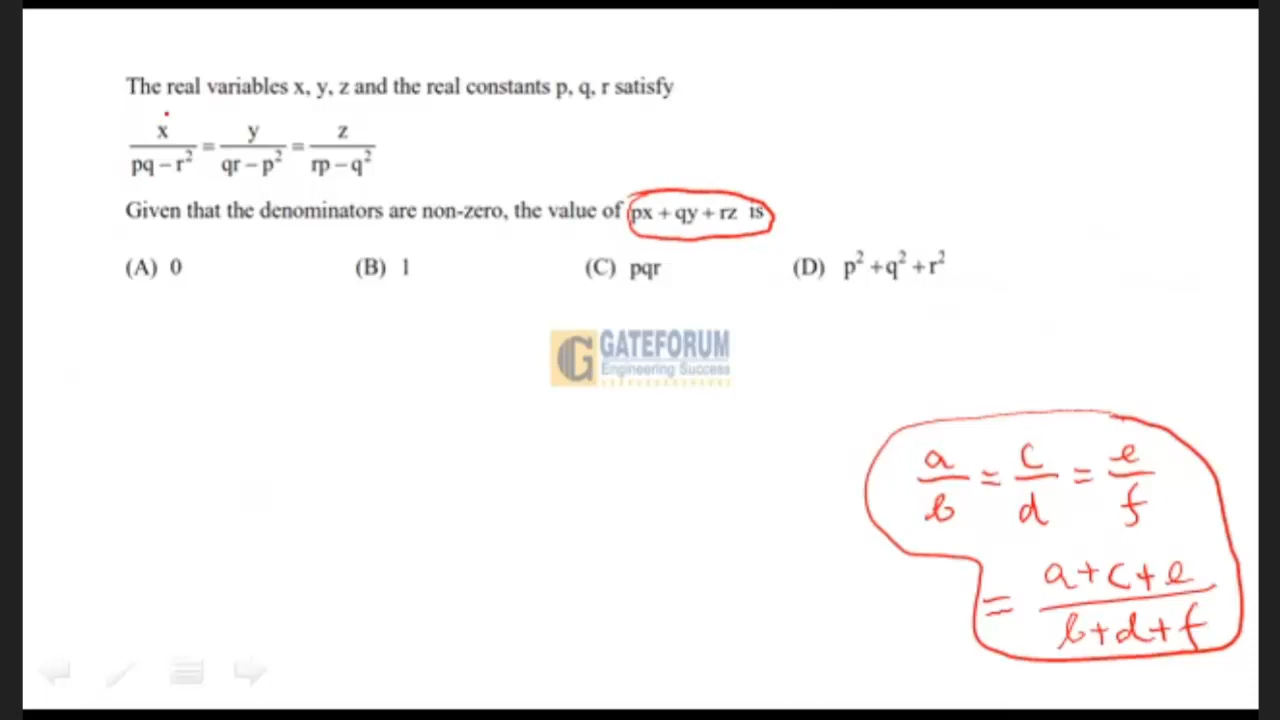 The real variables x, y, z and the real constants p, q, r satisfy
x/(pq − r²) = y/(qr − p²) = z/(rp − q²)
Given that the denominators are non-zero, the value of px + qy + rz is
(A) 0 (B) 1 (C) pqr (D) p² + q² + r²
G GATEFORUM
Engineering Success
a/b = c/d = e/f
= (a+c+e)/(b+d+f)